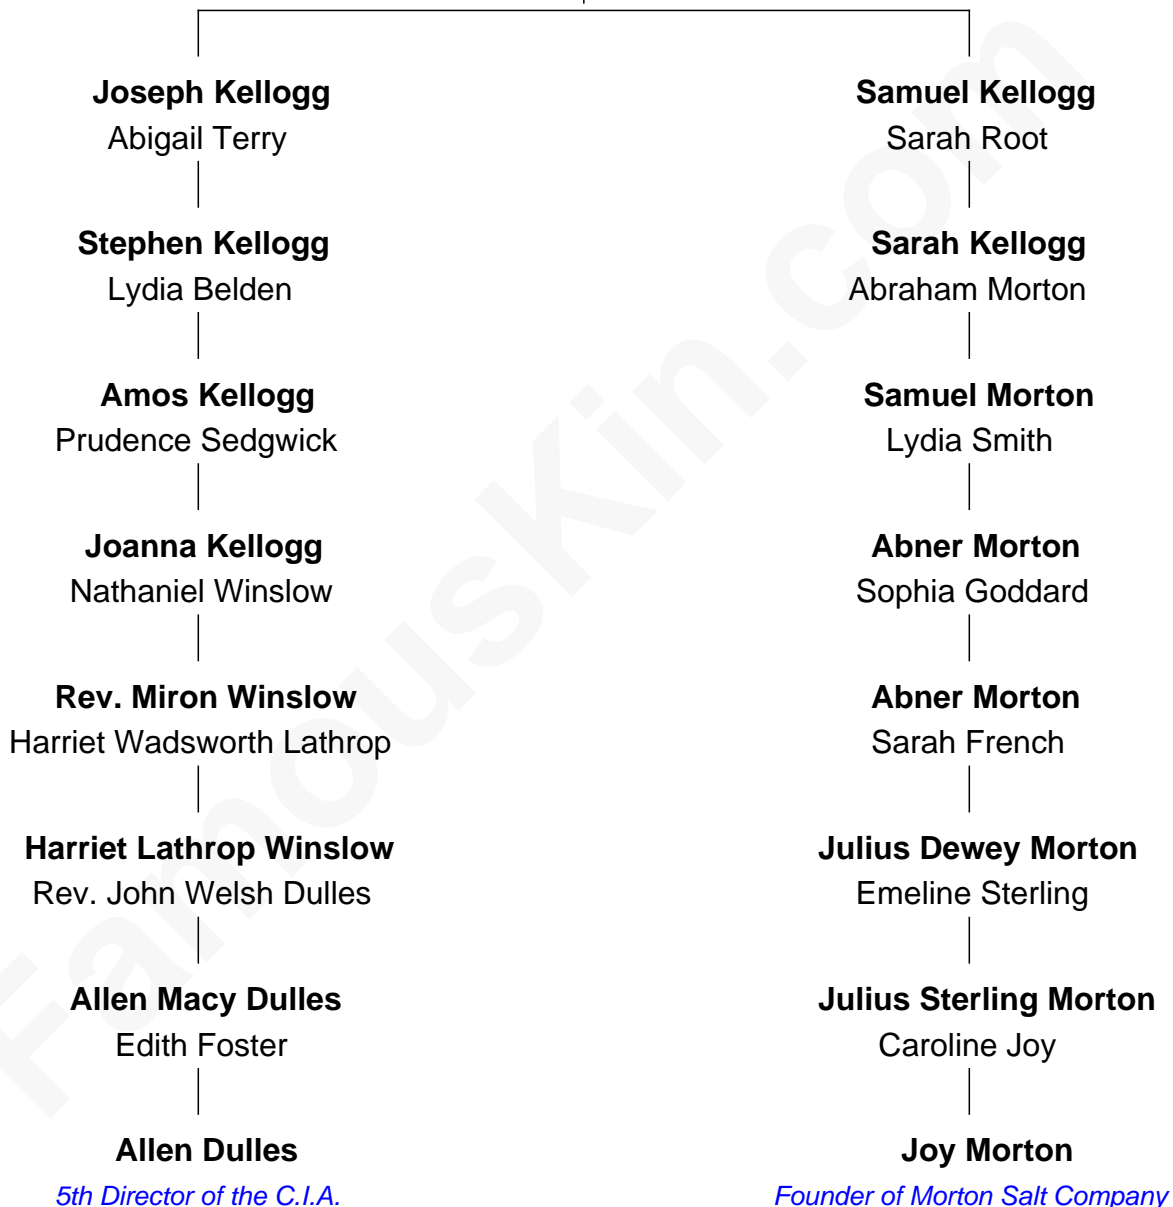 Joseph Kellogg
Abigail Terry
Samuel Kellogg
Sarah Root
Stephen Kellogg
Lydia Belden
Sarah Kellogg
Abraham Morton
Amos Kellogg
Prudence Sedgwick
Samuel Morton
Lydia Smith
Joanna Kellogg
Nathaniel Winslow
Abner Morton
Sophia Goddard
Rev. Miron Winslow
Harriet Wadsworth Lathrop
Abner Morton
Sarah French
Harriet Lathrop Winslow
Rev. John Welsh Dulles
Julius Dewey Morton
Emeline Sterling
Allen Macy Dulles
Edith Foster
Julius Sterling Morton
Caroline Joy
Allen Dulles
5th Director of the C.I.A.
Joy Morton
Founder of Morton Salt Company
FamousKin.com